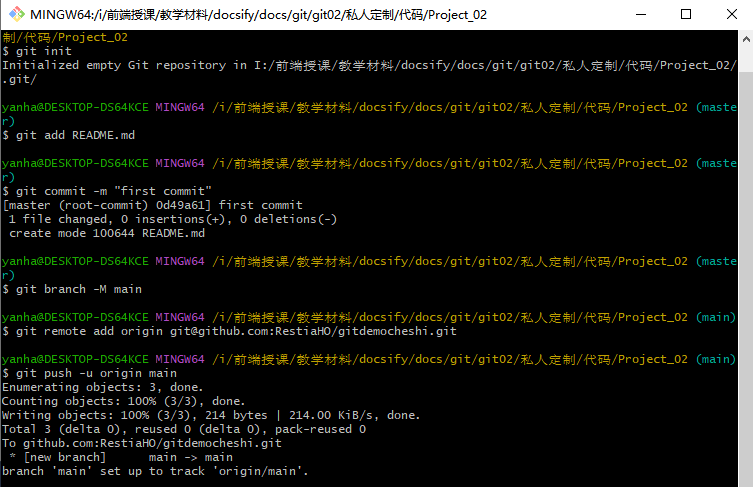 MINGW64:/i/前端授课/教学材料/docsify/docs/git/git02/私人定制/代码/Project_02
制/代码/Project_02
$ git init
Initialized empty Git repository in I:/前端授课/教学材料/docsify/docs/git/git02/私人定制/代码/Project_02/
.git/
yanha@DESKTOP-DS64KCE MINGW64 /i/前端授课/教学材料/docsify/docs/git/git02/私人定制/代码/Project_02 (maste
r)
$ git add README.md
yanha@DESKTOP-DS64KCE MINGW64 /i/前端授课/教学材料/docsify/docs/git/git02/私人定制/代码/Project_02 (maste
r)
$ git commit -m "first commit"
[master (root-commit) 0d49a61] first commit
 1 file changed, 0 insertions(+), 0 deletions(-)
 create mode 100644 README.md
yanha@DESKTOP-DS64KCE MINGW64 /i/前端授课/教学材料/docsify/docs/git/git02/私人定制/代码/Project_02 (maste
r)
$ git branch -M main
yanha@DESKTOP-DS64KCE MINGW64 /i/前端授课/教学材料/docsify/docs/git/git02/私人定制/代码/Project_02 (main)
$ git remote add origin git@github.com:RestiaHO/gitdemocheshi.git
yanha@DESKTOP-DS64KCE MINGW64 /i/前端授课/教学材料/docsify/docs/git/git02/私人定制/代码/Project_02 (main)
$ git push -u origin main
Enumerating objects: 3, done.
Counting objects: 100% (3/3), done.
Writing objects: 100% (3/3), 214 bytes | 214.00 KiB/s, done.
Total 3 (delta 0), reused 0 (delta 0), pack-reused 0
To github.com:RestiaHO/gitdemocheshi.git
 * [new branch]      main -> main
branch 'main' set up to track 'origin/main'.